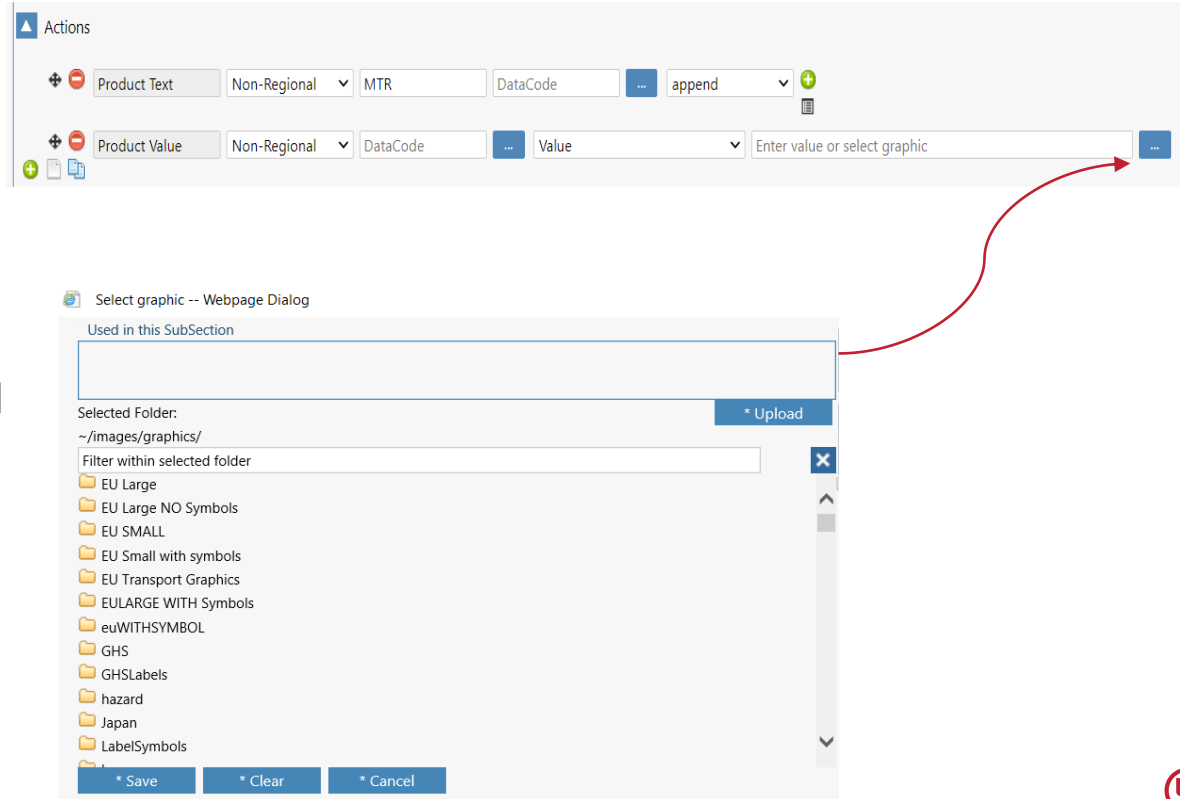 Actions
Product Text Non-Regional MTR DataCode ... append
Product Value Non-Regional DataCode ... Value Enter value or select graphic ...
Select graphic -- Webpage Dialog
Used in this SubSection
Selected Folder:
* Upload
~/images/graphics/
Filter within selected folder
EU Large
EU Large NO Symbols
EU SMALL
EU Small with symbols
EU Transport Graphics
EULARGE WITH Symbols
euWITHSYMBOL
GHS
GHSLabels
hazard
Japan
LabelSymbols
* Save * Clear * Cancel